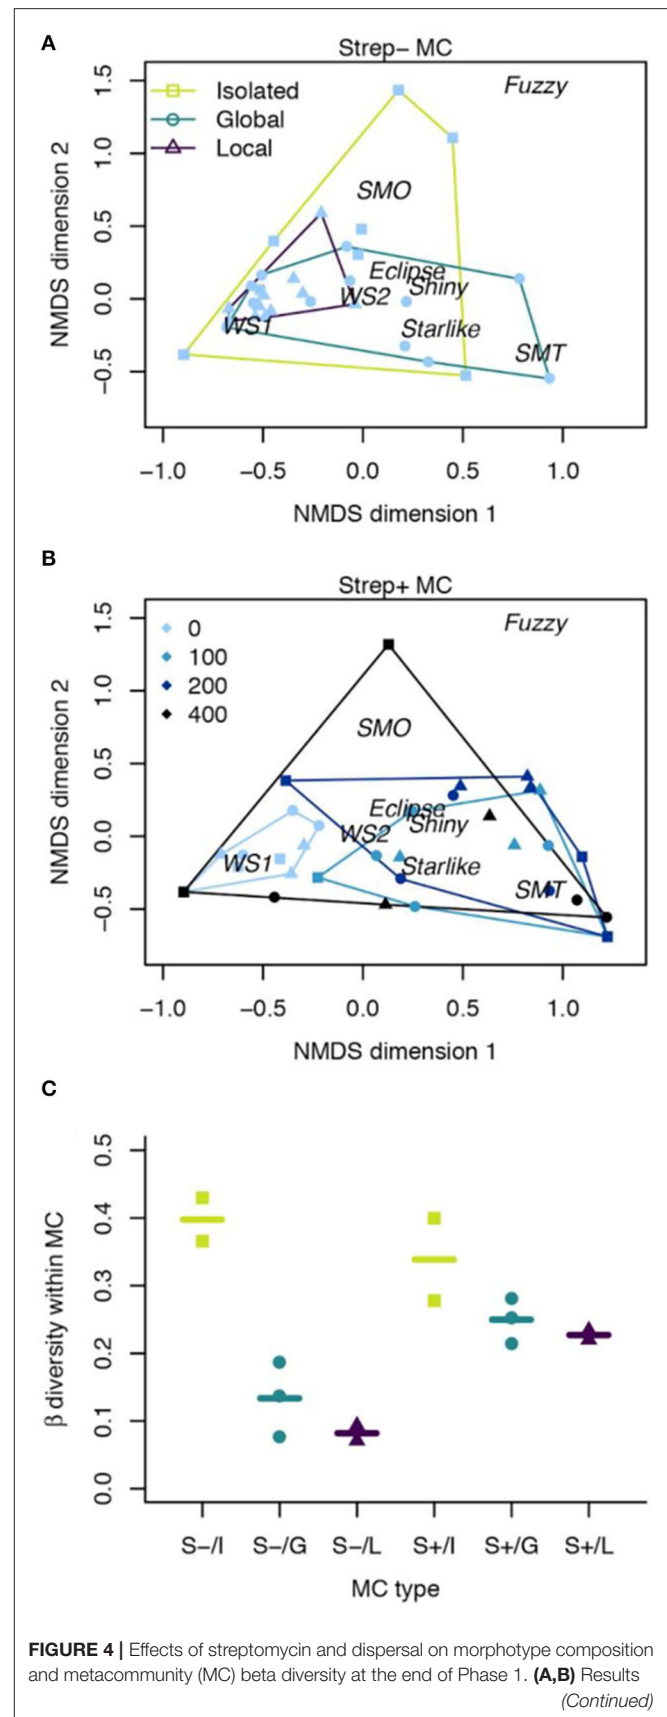 A
Strep− MC
Isolated
Global
Local
Fuzzy
SMO
Eclipse
Shiny
WS2
WS1
Starlike
SMT
1.5
1.0
0.5
0.0
−0.5
NMDS dimension 2
−1.0 −0.5 0.0 0.5 1.0
NMDS dimension 1
B
Strep+ MC
0
100
200
400
Fuzzy
SMO
Eclipse
Shiny
WS2
WS1
Starlike
SMT
1.5
1.0
0.5
0.0
−0.5
NMDS dimension 2
−1.0 −0.5 0.0 0.5 1.0
NMDS dimension 1
C
0.5
0.4
0.3
0.2
0.1
0.0
β diversity within MC
S−/I S−/G S−/L S+/I S+/G S+/L
MC type
FIGURE 4 | Effects of streptomycin and dispersal on morphotype composition
and metacommunity (MC) beta diversity at the end of Phase 1. (A,B) Results
(Continued)